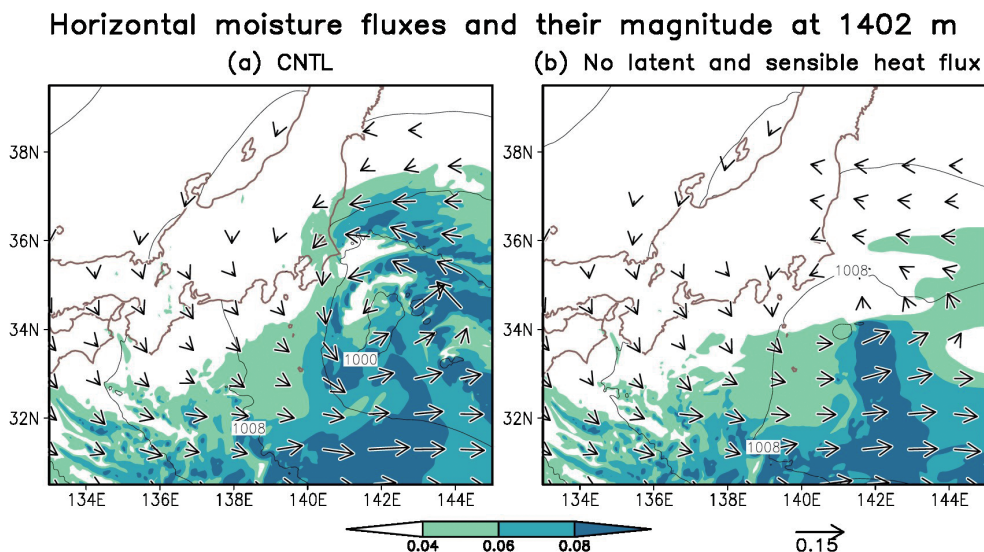 Horizontal moisture fluxes and their magnitude at 1402 m
(a) CNTL
(b) No latent and sensible heat flux
38N
36N
34N
32N
1000
1008
134E 136E 138E 140E 142E 144E
38N
36N
34N
32N
1008
1008
134E 136E 138E 140E 142E 144E
0.04 0.06 0.08
0.15